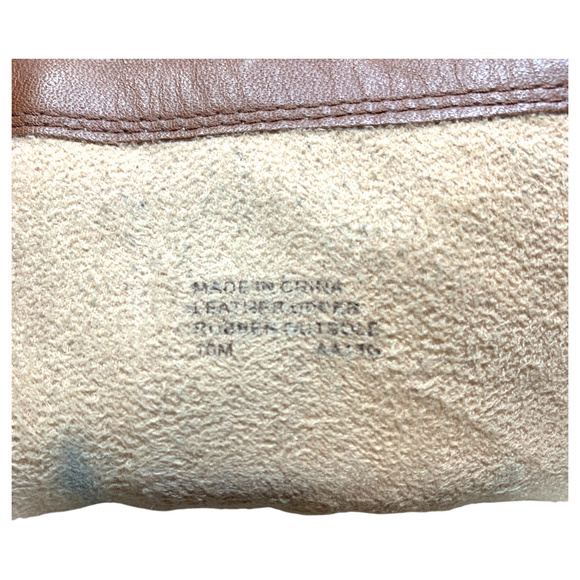 MADE IN CHINA
LEATHER UPPER
RUBBER OUTSOLE
10M